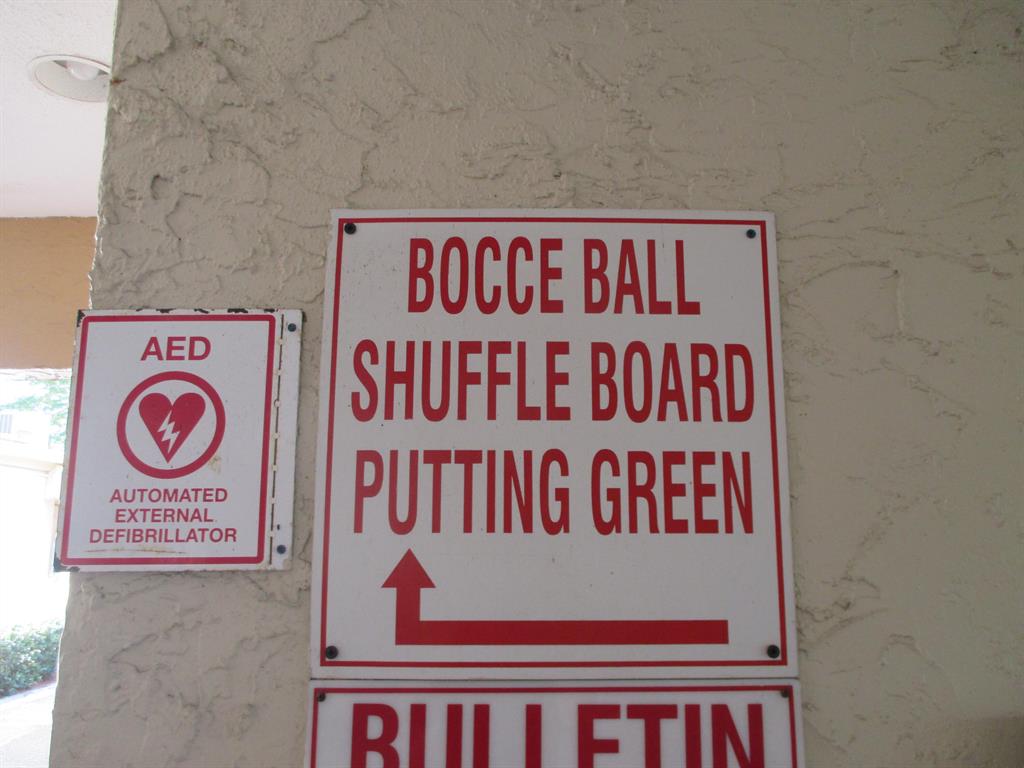 AED
AUTOMATED
EXTERNAL
DEFIBRILLATOR
BOCCE BALL
SHUFFLE BOARD
PUTTING GREEN
BULLETIN